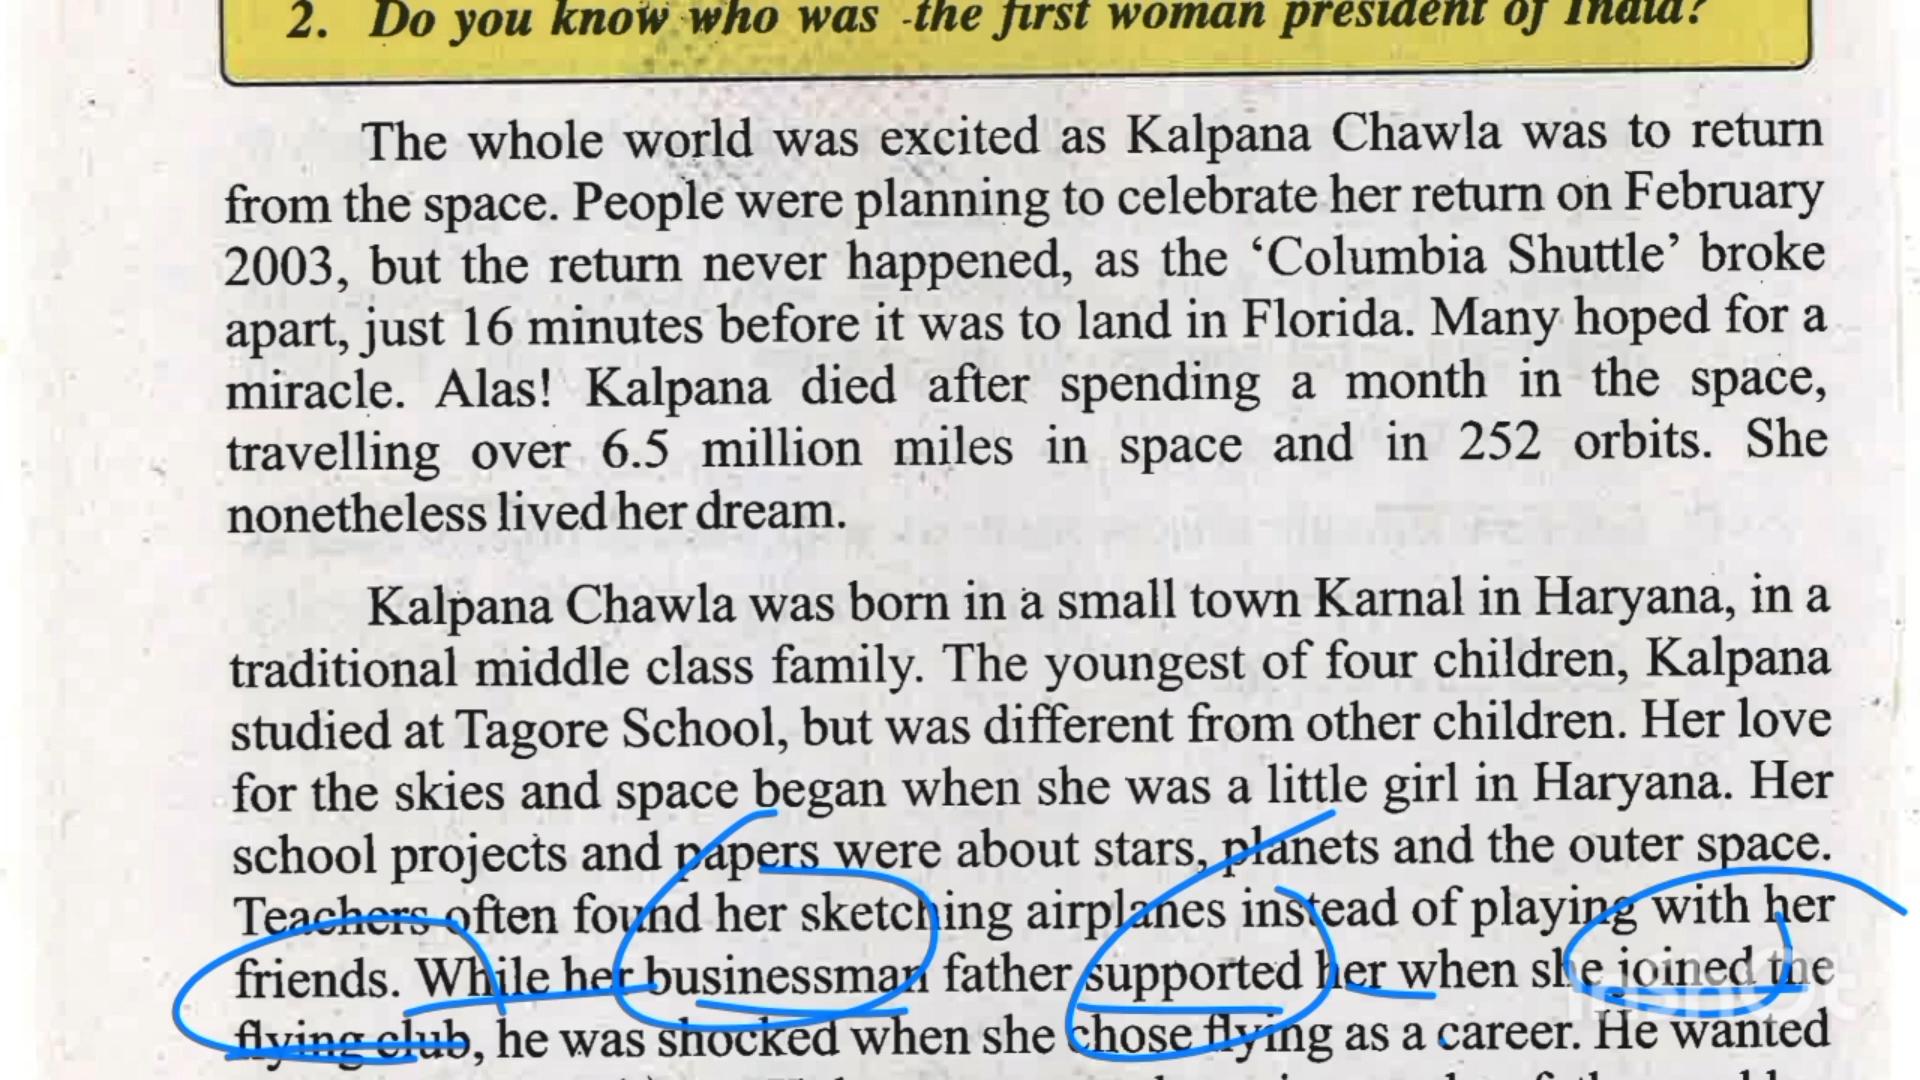 2. Do you know who was the first woman president of India?
The whole world was excited as Kalpana Chawla was to return
from the space. People were planning to celebrate her return on February
2003, but the return never happened, as the ‘Columbia Shuttle’ broke
apart, just 16 minutes before it was to land in Florida. Many hoped for a
miracle. Alas! Kalpana died after spending a month in the space,
travelling over 6.5 million miles in space and in 252 orbits. She
nonetheless lived her dream.
Kalpana Chawla was born in a small town Karnal in Haryana, in a
traditional middle class family. The youngest of four children, Kalpana
studied at Tagore School, but was different from other children. Her love
for the skies and space began when she was a little girl in Haryana. Her
school projects and papers were about stars, planets and the outer space.
Teachers often found her sketching airplanes instead of playing with her
friends. While her businessman father supported her when she joined the
flying club, he was shocked when she chose flying as a career. He wanted